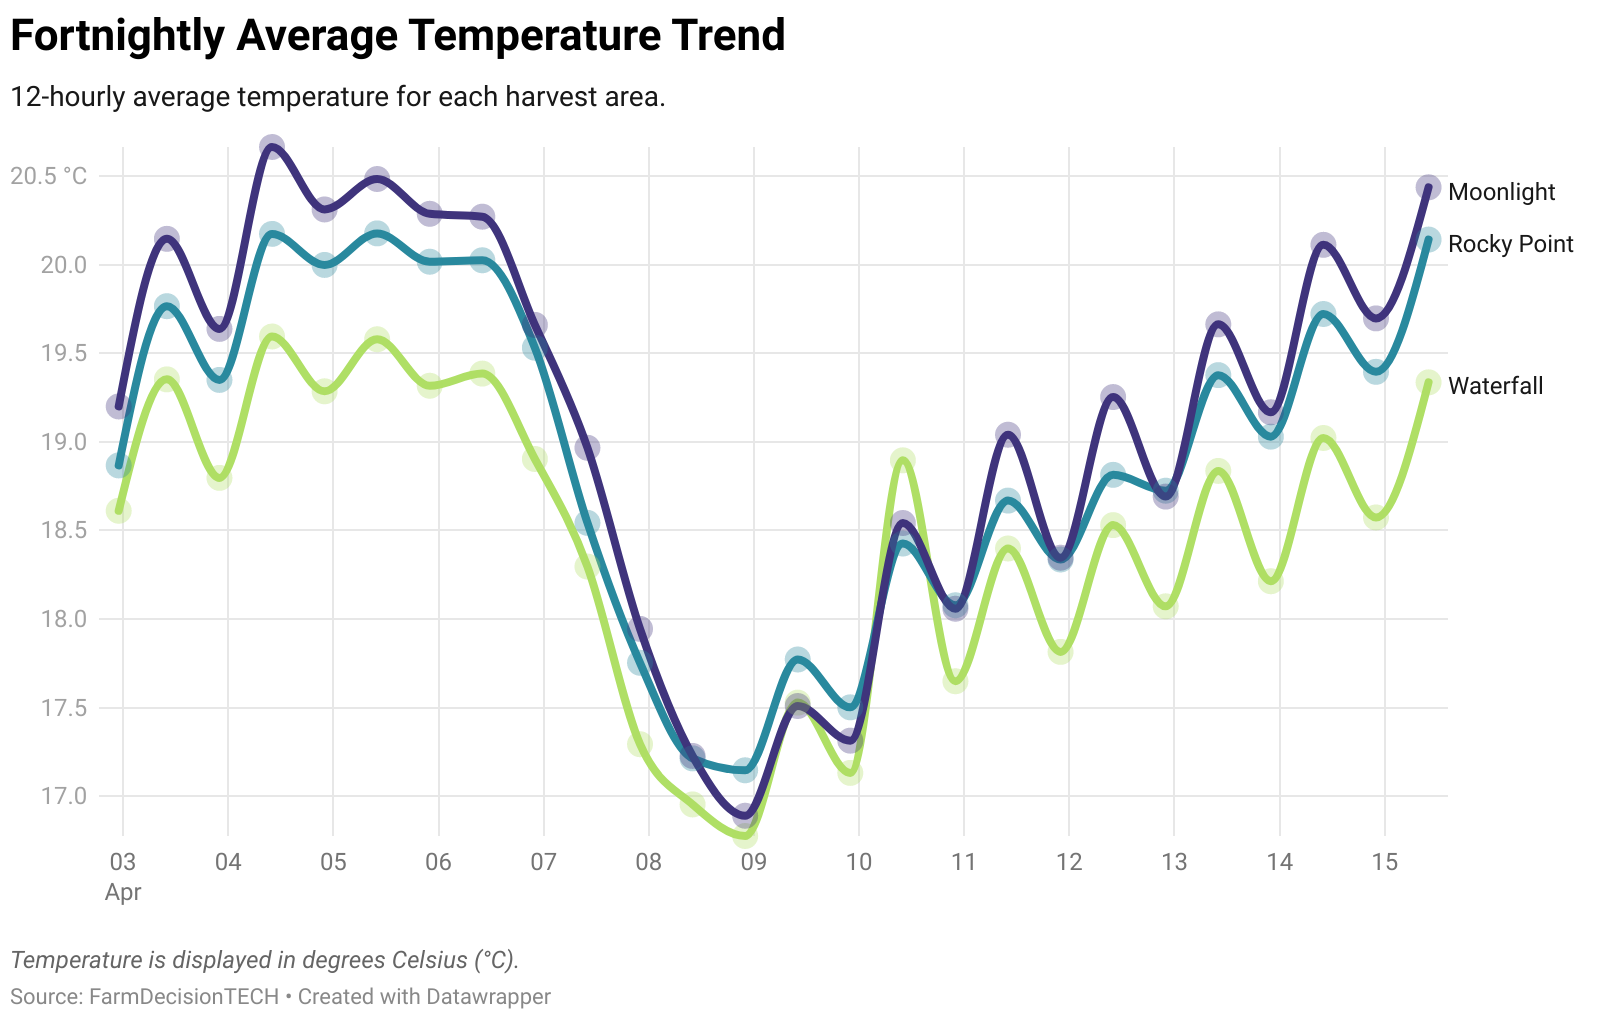 Fortnightly Average Temperature Trend
12-hourly average temperature for each harvest area.
20.5 °C
20.0
19.5
19.0
18.5
18.0
17.5
17.0
Moonlight
Rocky Point
Waterfall
03 04 05 06 07 08 09 10 11 12 13 14 15
Apr
Temperature is displayed in degrees Celsius (°C).
Source: FarmDecisionTECH • Created with Datawrapper